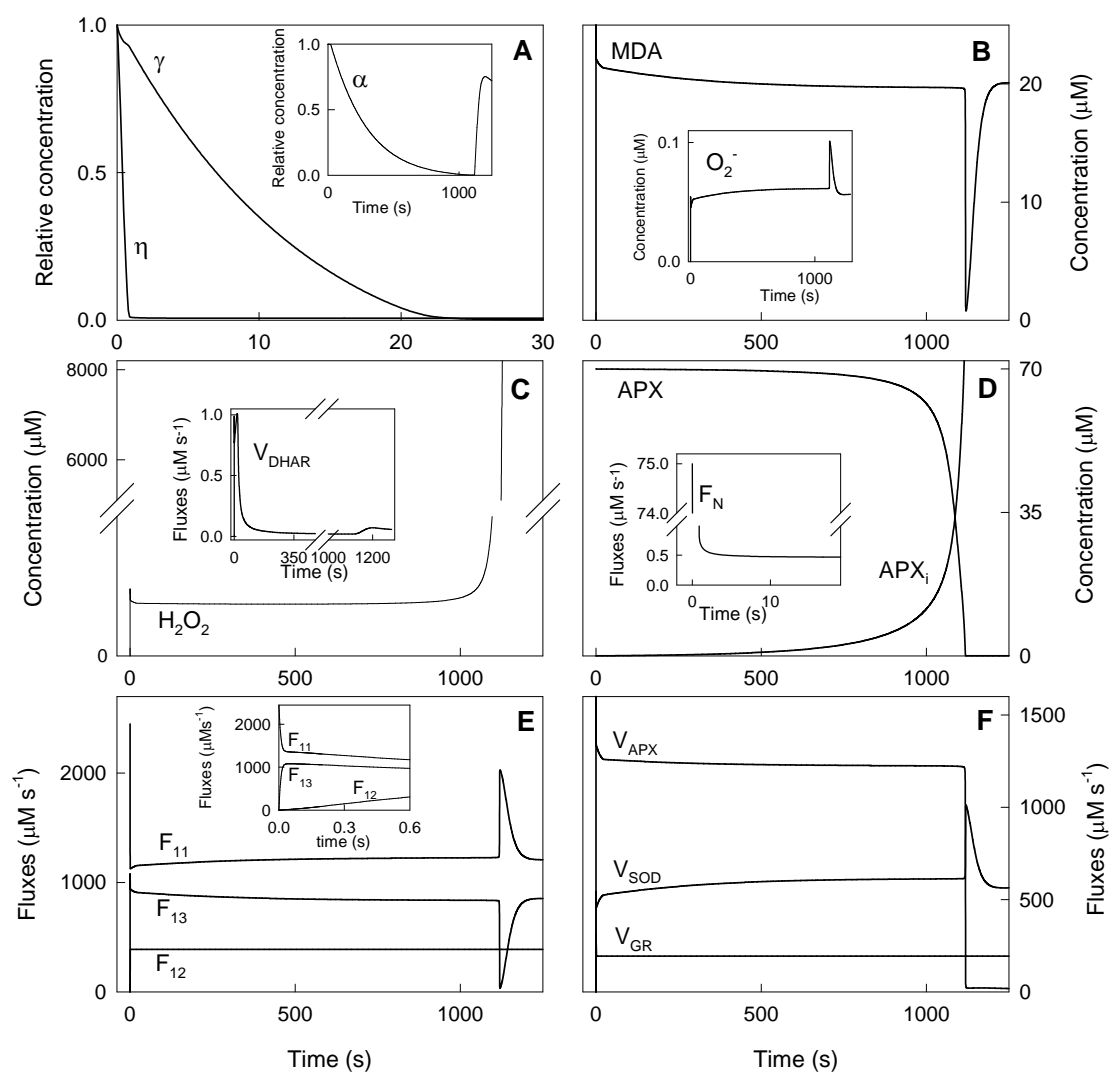 A
Relative concentration
1.0
0.5
0.0
0 10 20 30
γ
η
Relative concentration
1.0
0.5
0.0
α
0 1000
Time (s)
B
MDA
Concentration (μM)
20
10
0
0 500 1000
Concentration (μM)
0.1
0.0
O₂⁻
0 1000
Time (s)
C
Concentration (μM)
8000
6000
0
H₂O₂
0 500 1000
Fluxes (μM s⁻¹)
1.0
0.5
0.0
V_DHAR
0 350 1000 1200
Time (s)
D
APX
APXᵢ
Concentration (μM)
70
35
0
0 500 1000
Fluxes (μM s⁻¹)
75.0
74.0
0.5
0.0
F_N
0 10
Time (s)
E
Fluxes (μM s⁻¹)
2000
1000
0
F₁₁
F₁₃
F₁₂
0 500 1000
Time (s)
Fluxes (μMs⁻¹)
2000
1000
0
F₁₁
F₁₃
F₁₂
0.0 0.3 0.6
time (s)
F
V_APX
V_SOD
V_GR
Fluxes (μM s⁻¹)
1500
1000
500
0
0 500 1000
Time (s)